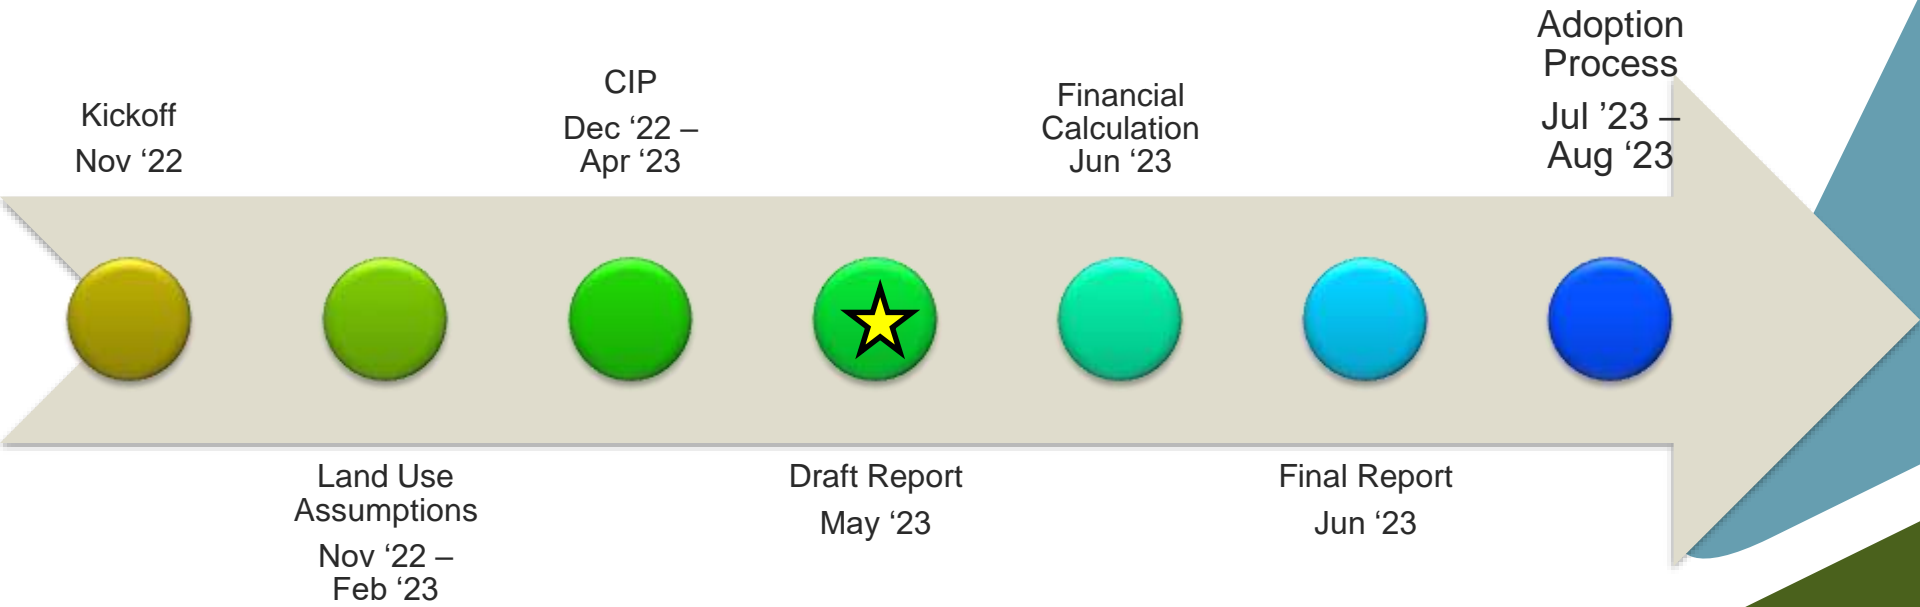 Kickoff
Nov ‘22
Land Use
Assumptions
Nov ‘22 –
Feb ‘23
CIP
Dec ‘22 –
Apr ‘23
Draft Report
May ‘23
Financial
Calculation
Jun ‘23
Final Report
Jun ‘23
Adoption
Process
Jul ’23 –
Aug ‘23